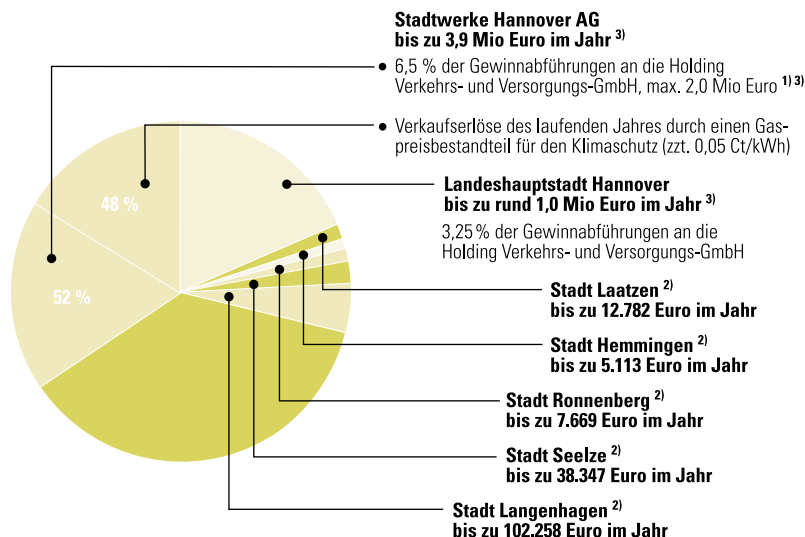 Stadtwerke Hannover AG
bis zu 3,9 Mio Euro im Jahr 3)
• 6,5 % der Gewinnabführungen an die Holding
Verkehrs- und Versorgungs-GmbH, max. 2,0 Mio Euro 1) 3)
• Verkaufserlöse des laufenden Jahres durch einen Gas-
preisbestandteil für den Klimaschutz (zzt. 0,05 Ct/kWh)
Landeshauptstadt Hannover
bis zu rund 1,0 Mio Euro im Jahr 3)
3,25 % der Gewinnabführungen an die
Holding Verkehrs- und Versorgungs-GmbH
48 %
52 %
Stadt Laatzen 2)
bis zu 12.782 Euro im Jahr
Stadt Hemmingen 2)
bis zu 5.113 Euro im Jahr
Stadt Ronnenberg 2)
bis zu 7.669 Euro im Jahr
Stadt Seelze 2)
bis zu 38.347 Euro im Jahr
Stadt Langenhagen 2)
bis zu 102.258 Euro im Jahr